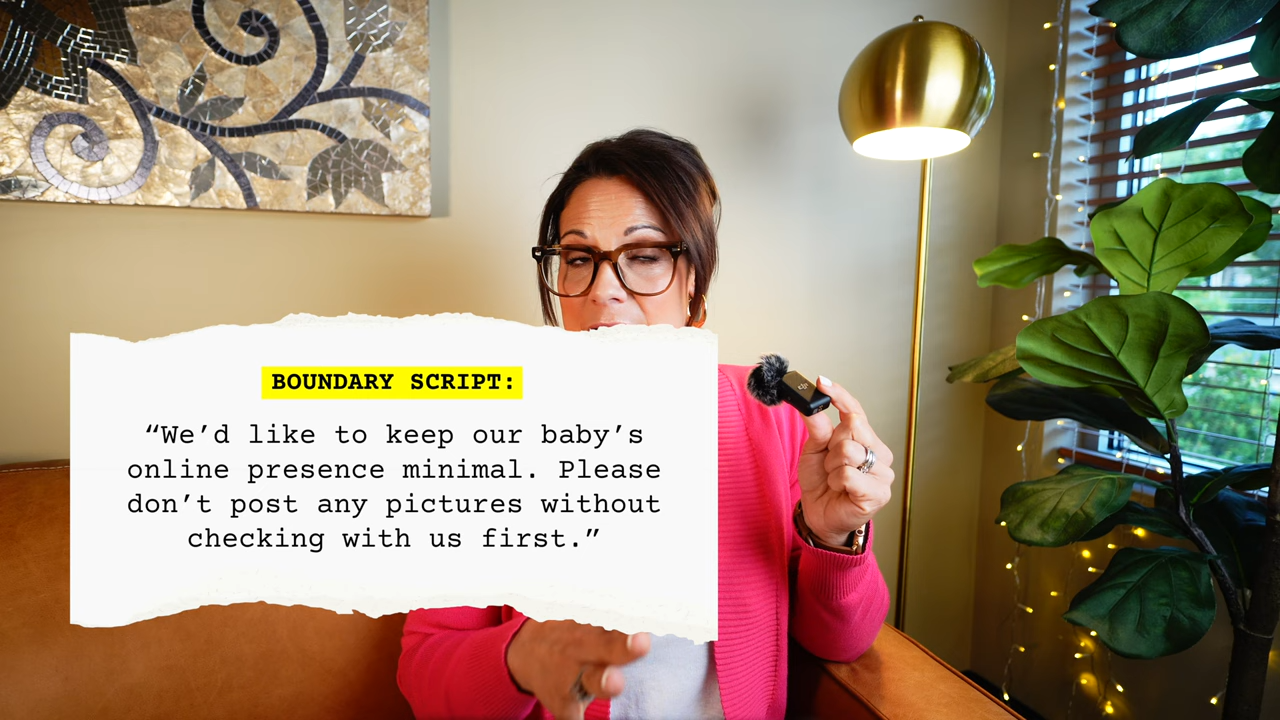 BOUNDARY SCRIPT:
“We’d like to keep our baby’s
online presence minimal. Please
don’t post any pictures without
checking with us first.”